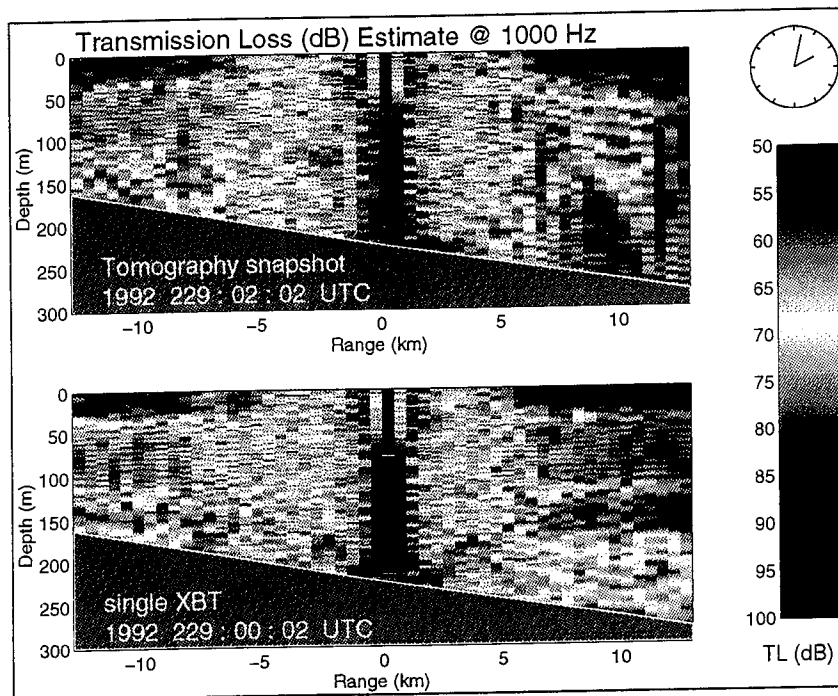 Transmission Loss (dB) Estimate @ 1000 Hz
0
50
100
150
200
250
300
Depth (m)
Tomography snapshot
1992 229 : 02 : 02 UTC
−10 −5 0 5 10
Range (km)
0
50
100
150
200
250
300
Depth (m)
single XBT
1992 229 : 00 : 02 UTC
−10 −5 0 5 10
Range (km)
50
55
60
65
70
75
80
85
90
95
100
TL (dB)